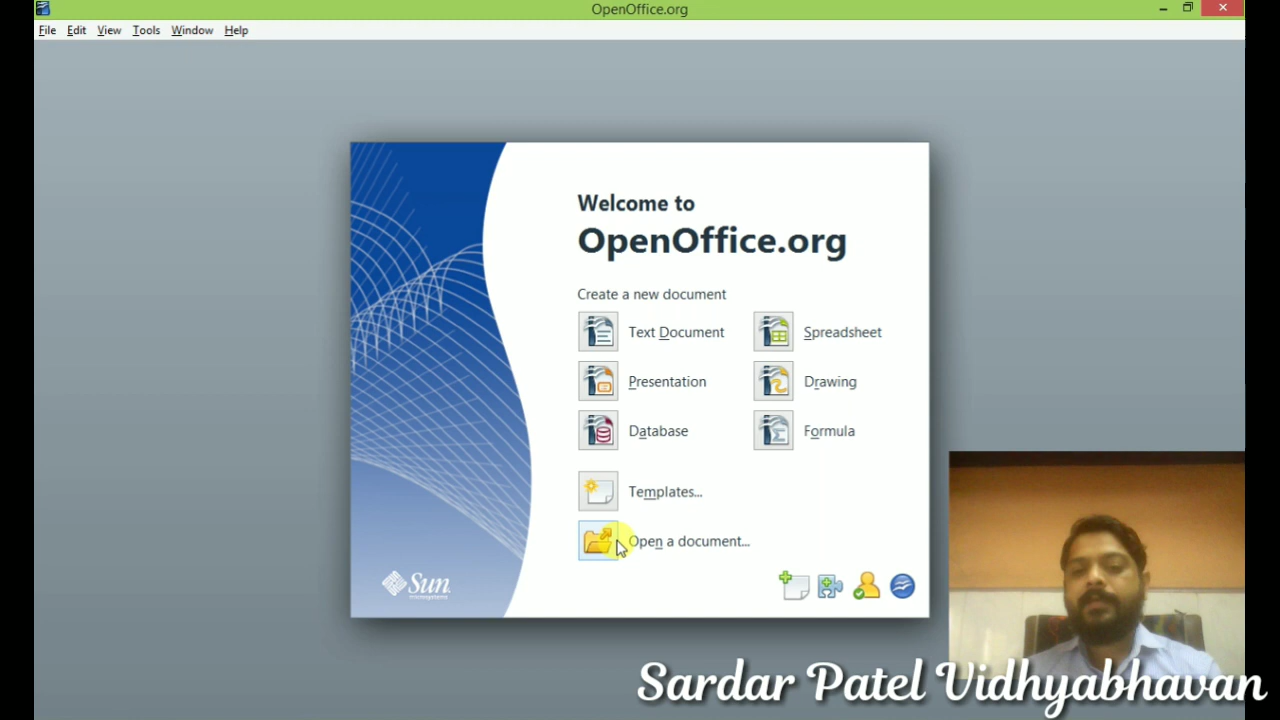 OpenOffice.org
File Edit View Tools Window Help
Welcome to
OpenOffice.org
Create a new document
Text Document Spreadsheet
Presentation Drawing
Database Formula
Templates...
Open a document...
Sun
microsystems
Sardar Patel Vidhyabhavan